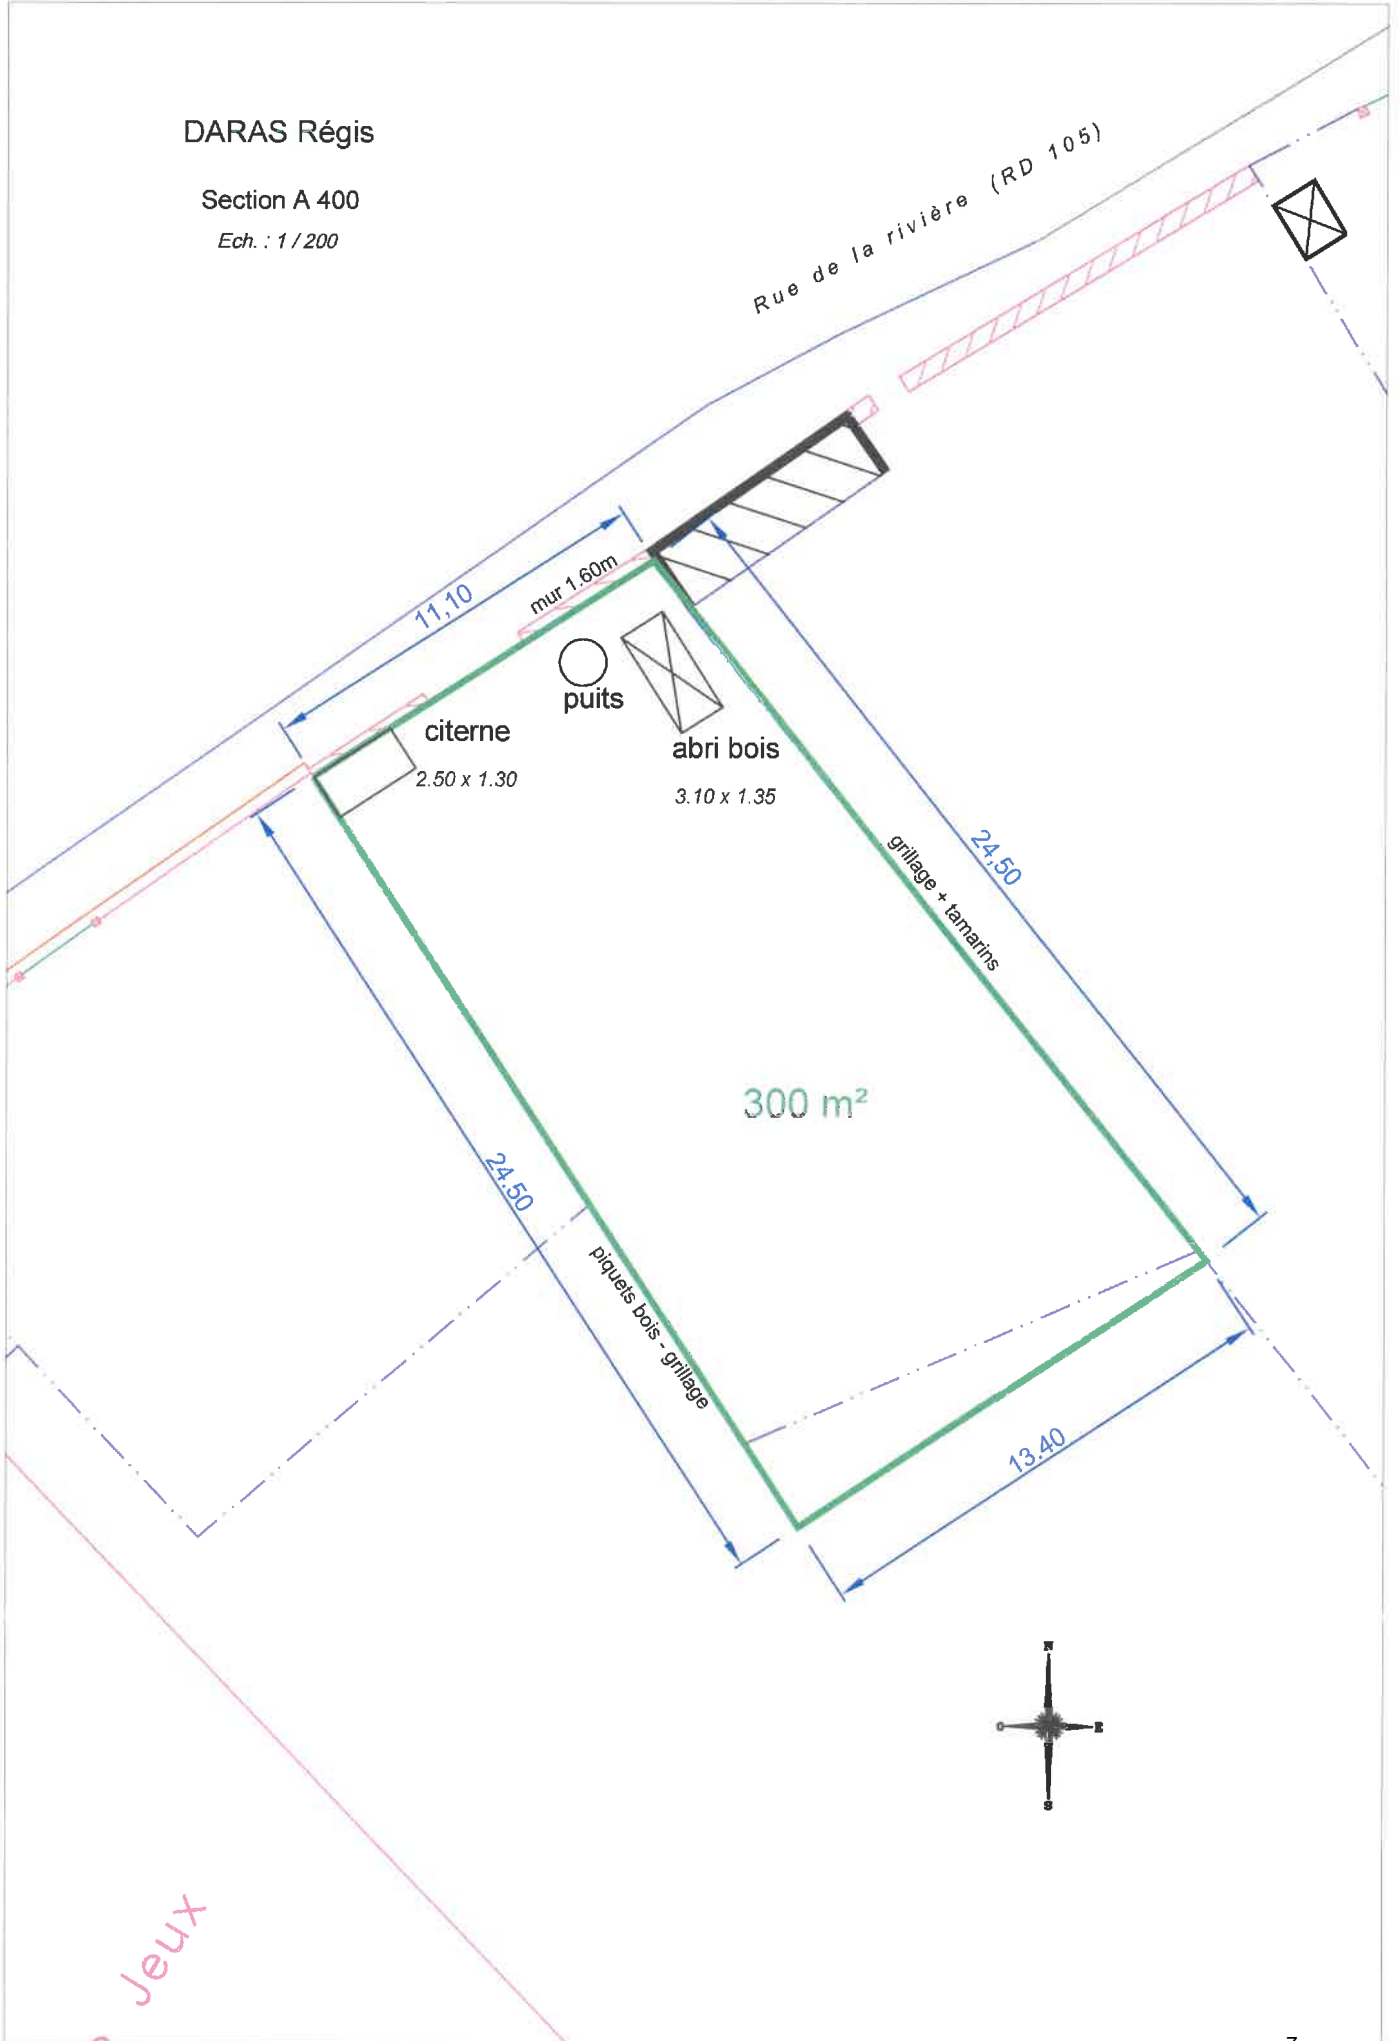 DARAS Régis
Section A 400
Ech. : 1 / 200
Rue de la rivière (RD 105)
11,10
mur 1.60m
puits
citerne
2.50 x 1.30
abri bois
3.10 x 1.35
grillage + tamarins
24,50
300 m²
24.50
piquets bois - grillage
13.40
N
O
E
S
Jeux